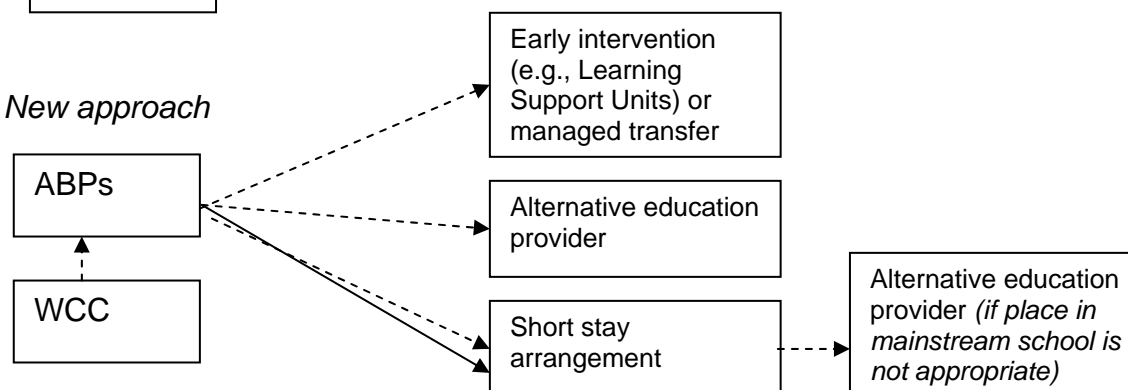 Early intervention
(e.g., Learning
Support Units) or
managed transfer
New approach
ABPs
Alternative education
provider
WCC
Short stay
arrangement
Alternative education
provider (if place in
mainstream school is
not appropriate)